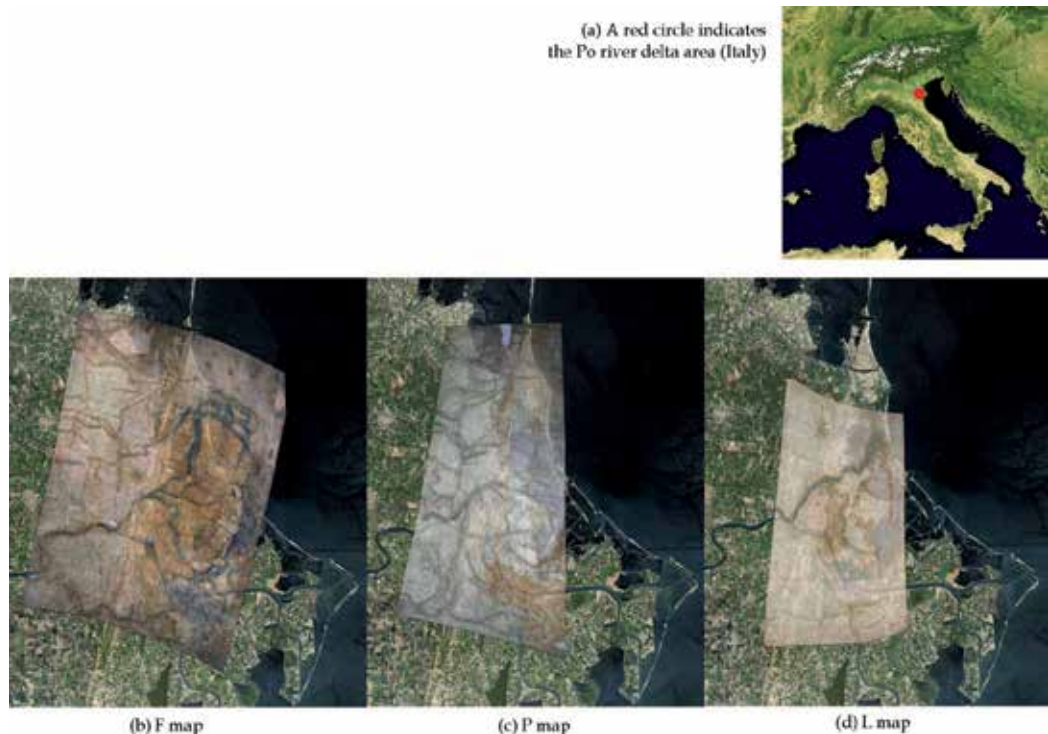 (a) A red circle indicates
the Po river delta area (Italy)
(b) F map
(c) P map
(d) L map